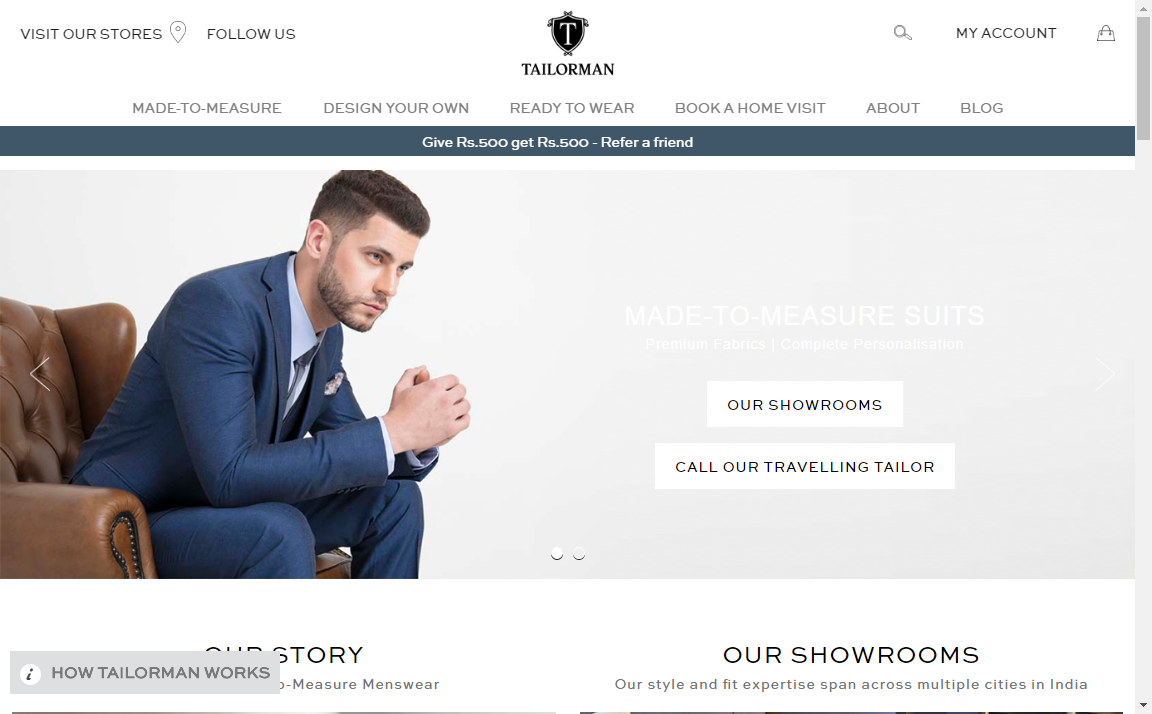 VISIT OUR STORES
FOLLOW US
T
TAILORMAN
MY ACCOUNT
MADE-TO-MEASURE
DESIGN YOUR OWN
READY TO WEAR
BOOK A HOME VISIT
ABOUT
BLOG
Give Rs.500 get Rs.500 - Refer a friend
MADE-TO-MEASURE SUITS
Premium Fabrics | Complete Personalisation
OUR SHOWROOMS
CALL OUR TRAVELLING TAILOR
OUR STORY
o-Measure Menswear
OUR SHOWROOMS
Our style and fit expertise span across multiple cities in India
i HOW TAILORMAN WORKS